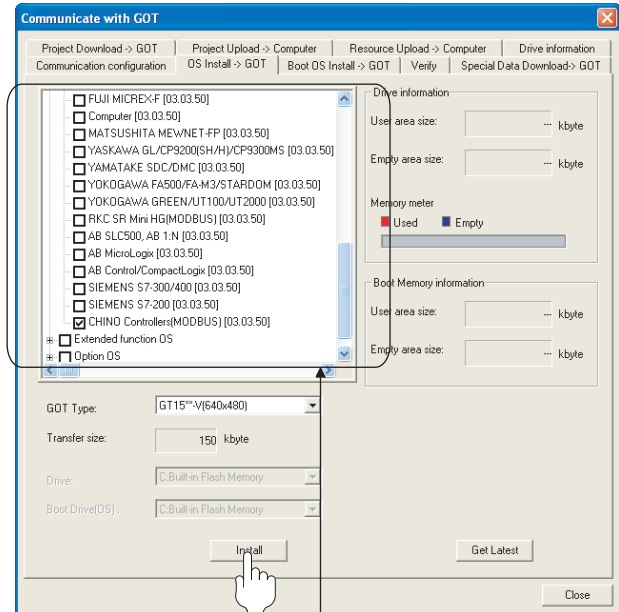 Communicate with GOT
Project Download -> GOT Project Upload -> Computer Resource Upload -> Computer Drive information
Communication configuration OS Install -> GOT Boot OS Install -> GOT Verify Special Data Download-> GOT
FUJI MICREX-F [03.03.50]
Computer [03.03.50]
MATSUSHITA MEWNET-FP [03.03.50]
YASKAWA GL/CP9200(SH/H)/CP9300MS [03.03.50]
YAMATAKE SDC/DMC [03.03.50]
YOKOGAWA FA500/FA-M3/STARDOM [03.03.50]
YOKOGAWA GREEN/UT100/UT2000 [03.03.50]
RKC SR Mini HG(MODBUS) [03.03.50]
AB SLC500, AB 1:N [03.03.50]
AB MicroLogix [03.03.50]
AB Control/CompactLogix [03.03.50]
SIEMENS S7-300/400 [03.03.50]
SIEMENS S7-200 [03.03.50]
CHINO Controllers(MODBUS) [03.03.50]
Extended function OS
Option OS
Drive information
User area size: --- kbyte
Empty area size: --- kbyte
Memory meter
Used Empty
Boot Memory information
User area size: --- kbyte
Empty area size: --- kbyte
GOT Type: GT15**-V(640x480)
Transfer size: 150 kbyte
Drive: C:Built-in Flash Memory
Boot Drive(OS) : C:Built-in Flash Memory
Install Get Latest
Close